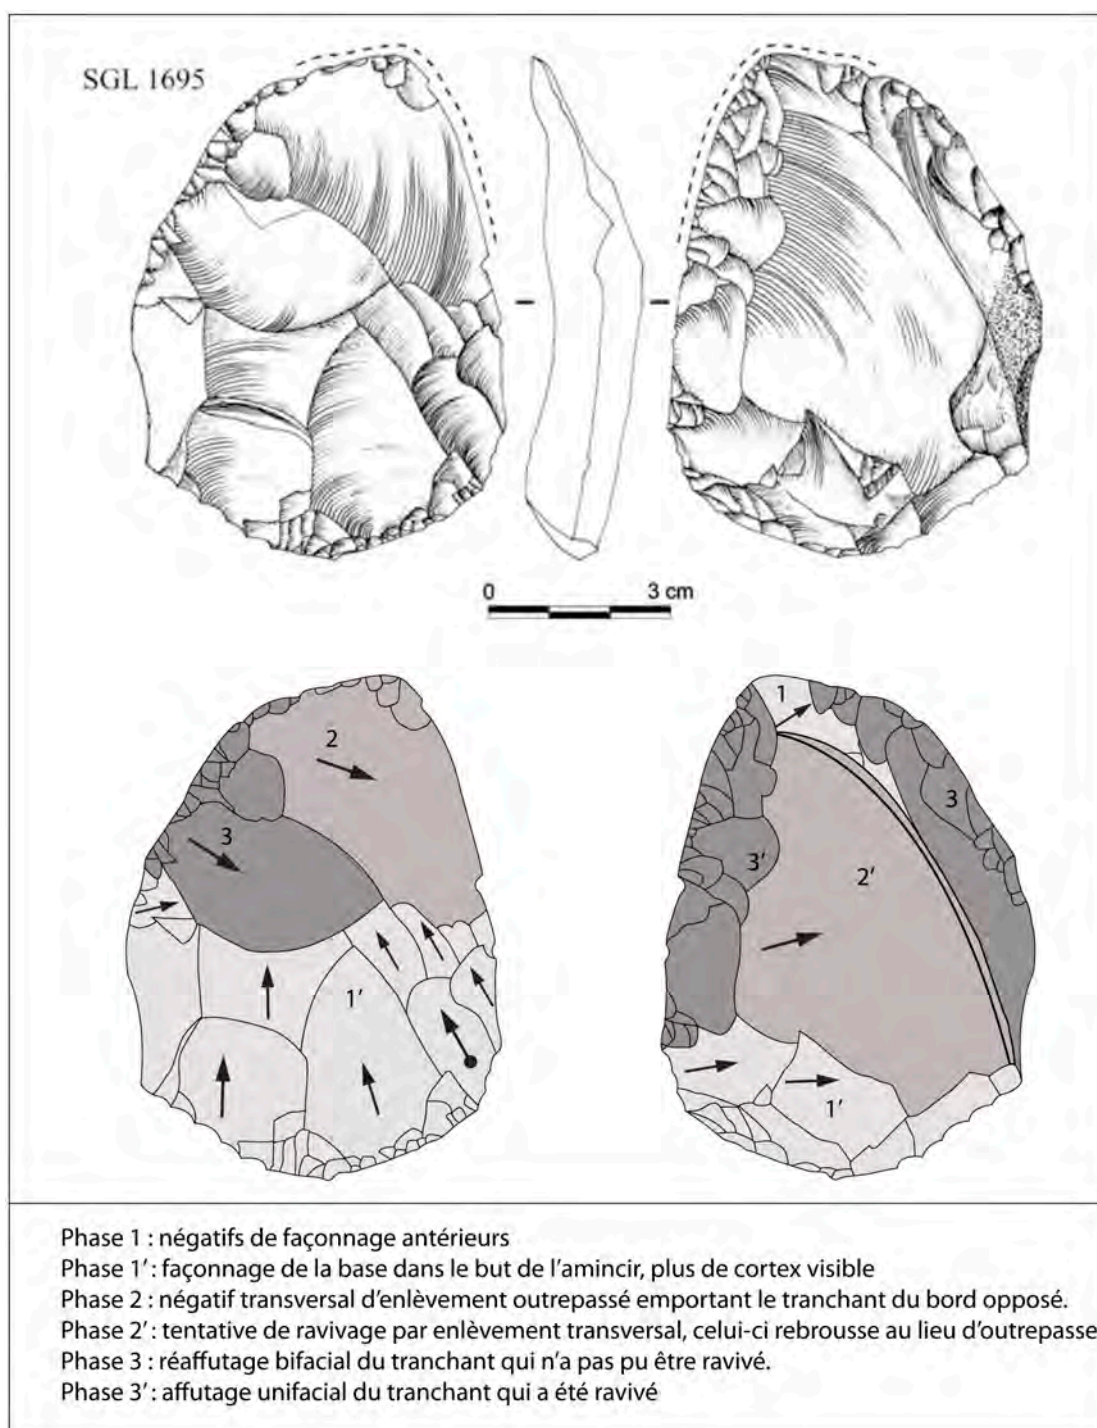 SGL 1695
0 3 cm
2
3
1'
1
3
3'
2'
1'
Phase 1 : négatifs de façonnage antérieurs
Phase 1' : façonnage de la base dans le but de l'amincir, plus de cortex visible
Phase 2 : négatif transversal d'enlèvement outrepassé emportant le tranchant du bord opposé.
Phase 2' : tentative de ravivage par enlèvement transversal, celui-ci rebrousse au lieu d'outrepasse
Phase 3 : réaffutage bifacial du tranchant qui n'a pas pu être ravivé.
Phase 3' : affutage unifacial du tranchant qui a été ravivé